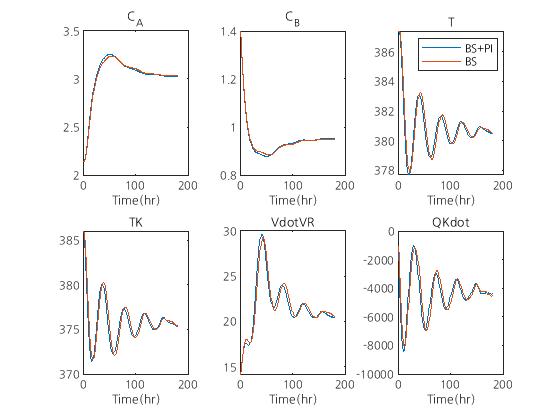 C_A
3.5
3
2.5
2
0 100 200
Time(hr)
C_B
1.4
1.2
1
0.8
0 100 200
Time(hr)
T
386
384
382
380
378
0 100 200
Time(hr)
BS+PI
BS
TK
385
380
375
370
0 100 200
Time(hr)
VdotVR
30
25
20
15
0 100 200
Time(hr)
QKdot
0
-2000
-4000
-6000
-8000
-10000
0 100 200
Time(hr)